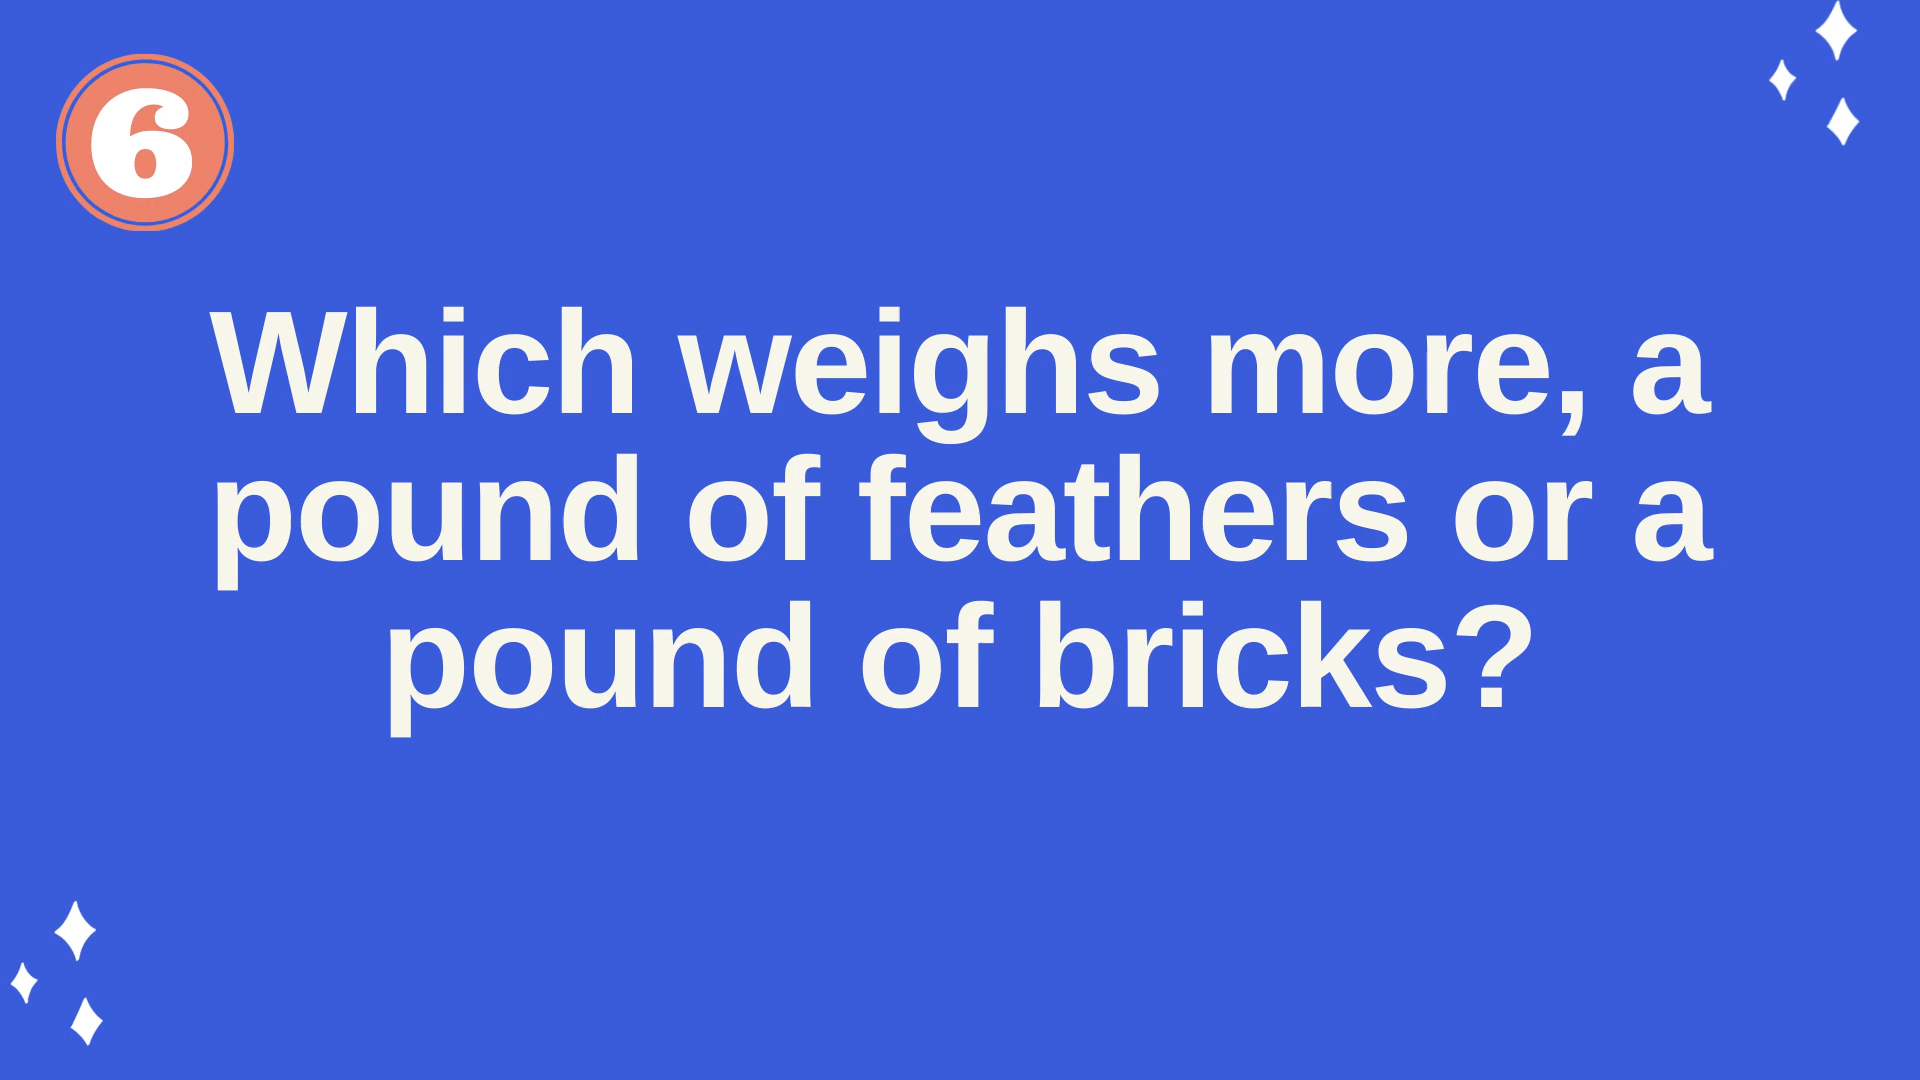 6
Which weighs more, a
pound of feathers or a
pound of bricks?